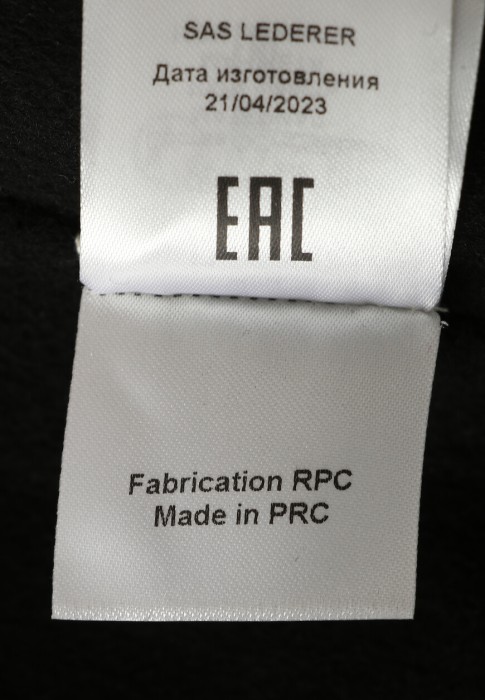 SAS LEDERER
Дата изготовления
21/04/2023
EAC
Fabrication RPC
Made in PRC